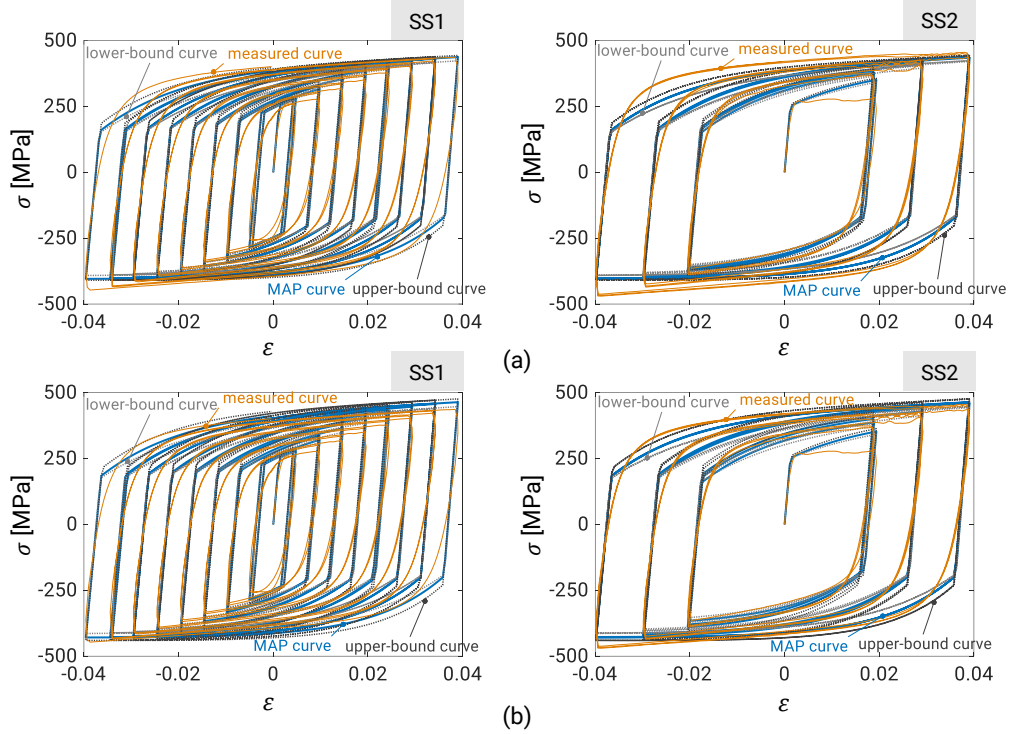 SS1
500
250
0
-250
-500
σ [MPa]
lower-bound curve
measured curve
MAP curve
upper-bound curve
-0.04
-0.02
0
0.02
0.04
ε
SS2
500
250
0
-250
-500
σ [MPa]
lower-bound curve
measured curve
MAP curve
upper-bound curve
-0.04
-0.02
0
0.02
0.04
ε
(a)
SS1
500
250
0
-250
-500
σ [MPa]
lower-bound curve
measured curve
MAP curve
upper-bound curve
-0.04
-0.02
0
0.02
0.04
ε
SS2
500
250
0
-250
-500
σ [MPa]
lower-bound curve
measured curve
MAP curve
upper-bound curve
-0.04
-0.02
0
0.02
0.04
ε
(b)